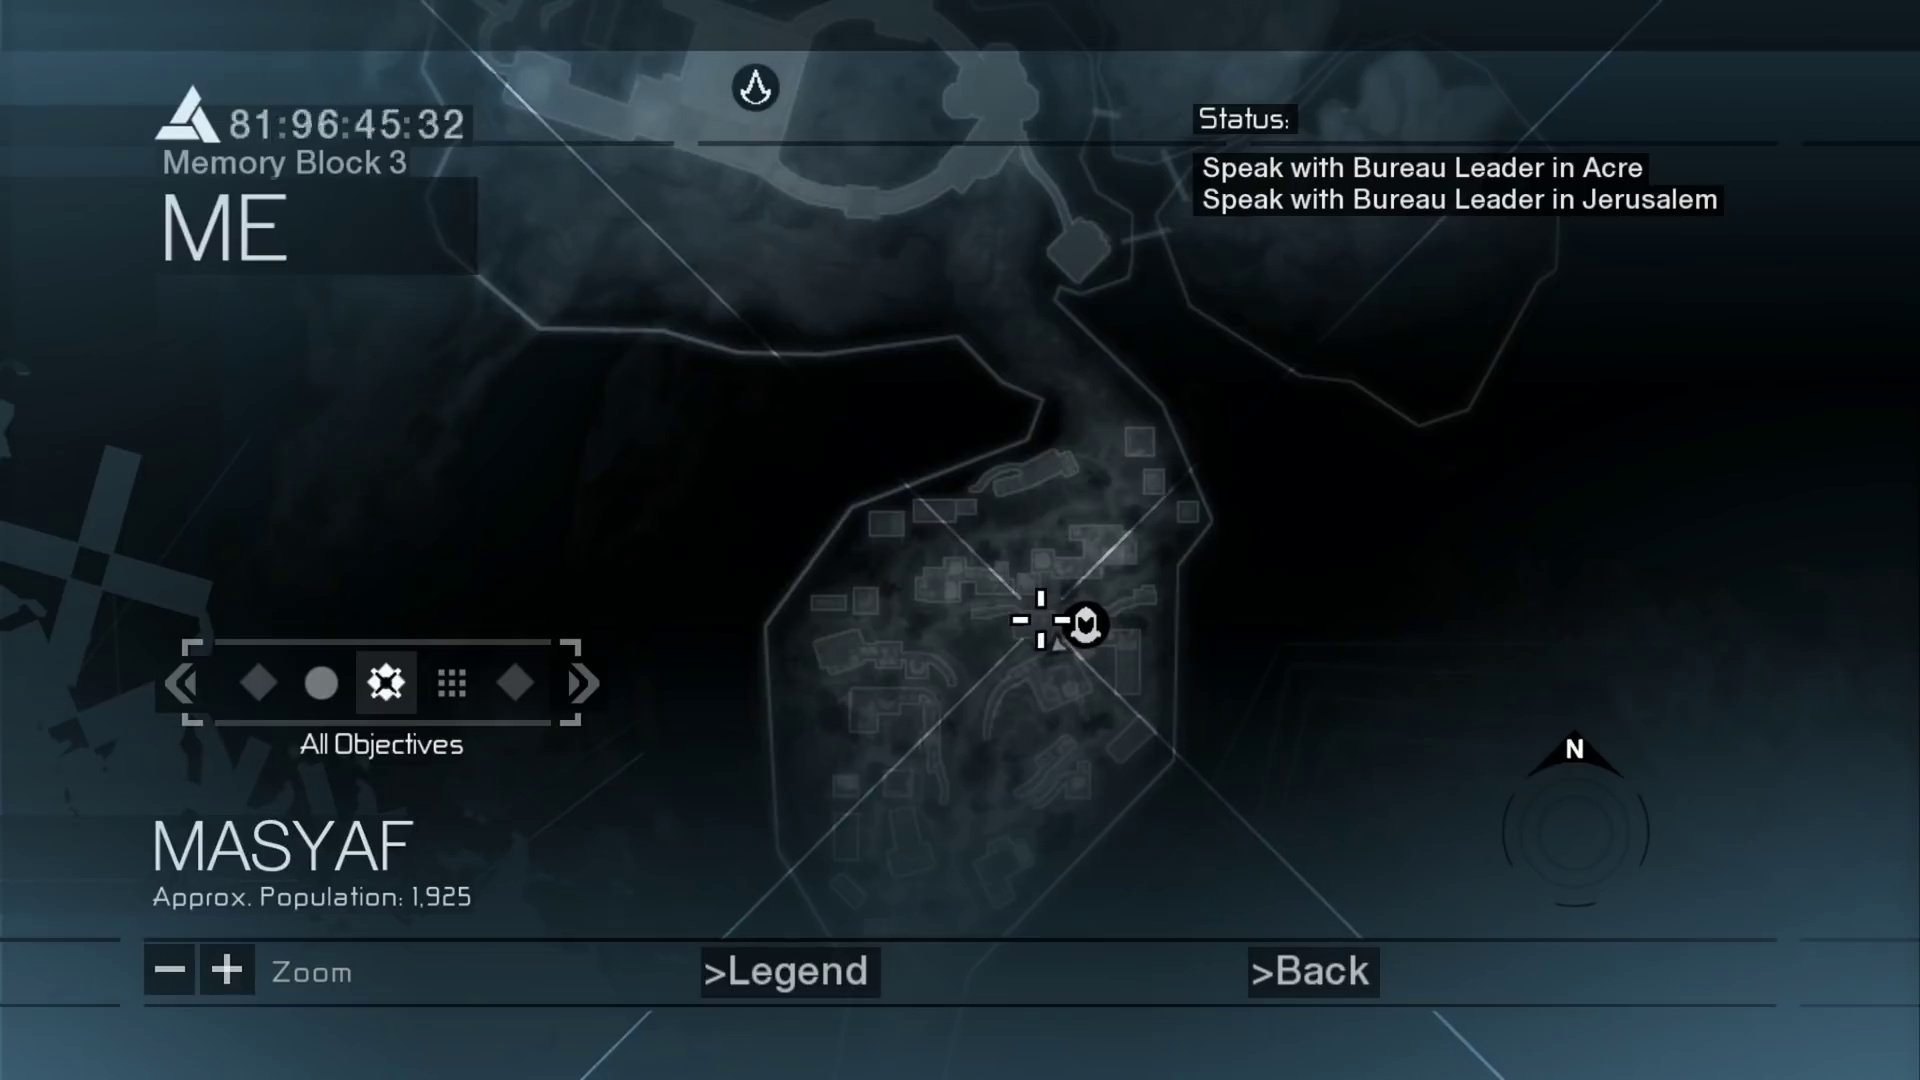 81:96:45:32
Memory Block 3
ME
Status:
Speak with Bureau Leader in Acre
Speak with Bureau Leader in Jerusalem
All Objectives
N
MASYAF
Approx. Population: 1,925
Zoom
>Legend
>Back